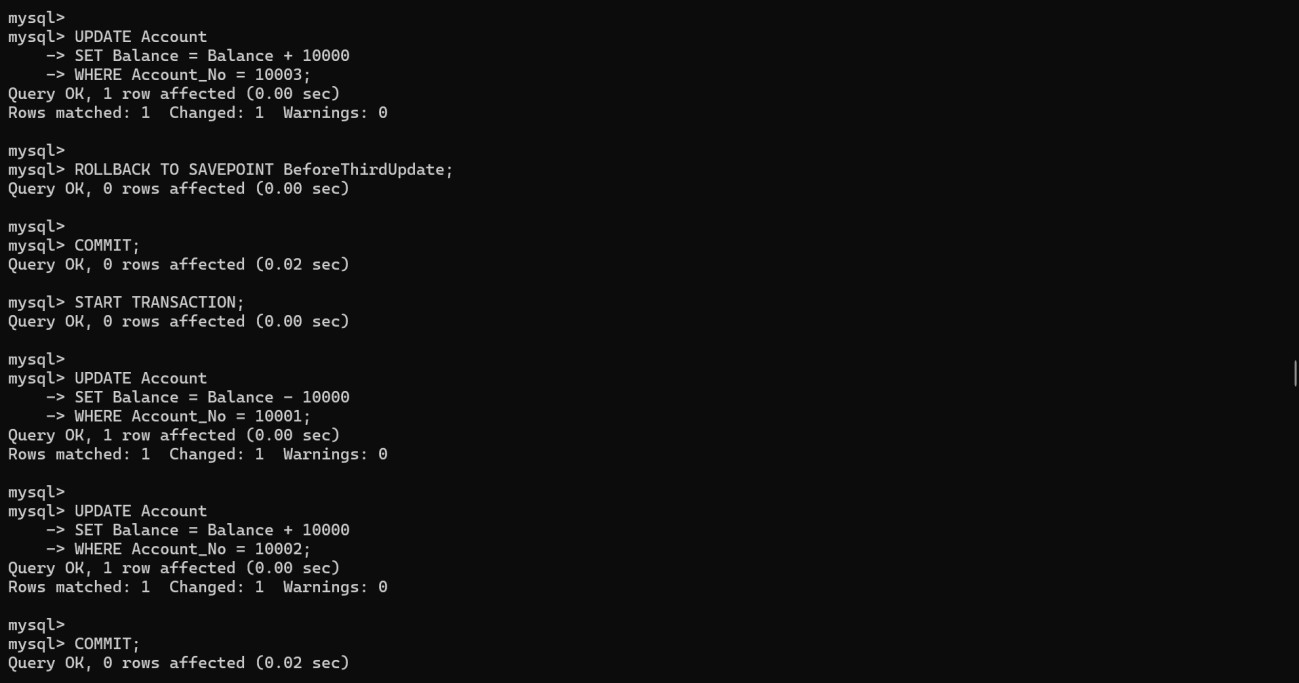 mysql>
mysql> UPDATE Account
    -> SET Balance = Balance + 10000
    -> WHERE Account_No = 10003;
Query OK, 1 row affected (0.00 sec)
Rows matched: 1  Changed: 1  Warnings: 0

mysql>
mysql> ROLLBACK TO SAVEPOINT BeforeThirdUpdate;
Query OK, 0 rows affected (0.00 sec)

mysql>
mysql> COMMIT;
Query OK, 0 rows affected (0.02 sec)

mysql> START TRANSACTION;
Query OK, 0 rows affected (0.00 sec)

mysql>
mysql> UPDATE Account
    -> SET Balance = Balance - 10000
    -> WHERE Account_No = 10001;
Query OK, 1 row affected (0.00 sec)
Rows matched: 1  Changed: 1  Warnings: 0

mysql>
mysql> UPDATE Account
    -> SET Balance = Balance + 10000
    -> WHERE Account_No = 10002;
Query OK, 1 row affected (0.00 sec)
Rows matched: 1  Changed: 1  Warnings: 0

mysql>
mysql> COMMIT;
Query OK, 0 rows affected (0.02 sec)